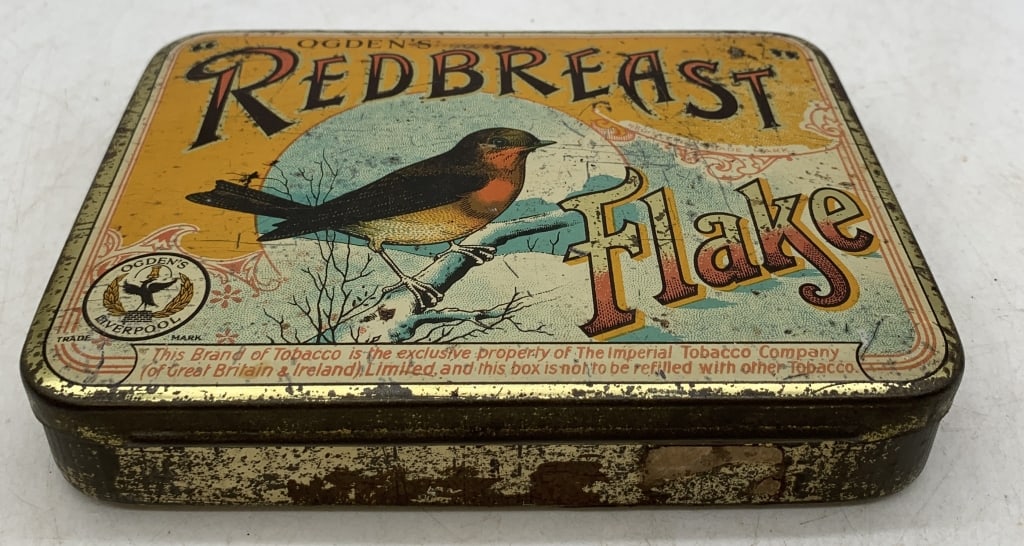 OGDEN'S
"REDBREAST"
Flake
OGDEN'S
LIVERPOOL
TRADE MARK
This Brand of Tobacco is the exclusive property of The Imperial Tobacco Company
(of Great Britain & Ireland), Limited, and this box is not to be refilled with other Tobacco.